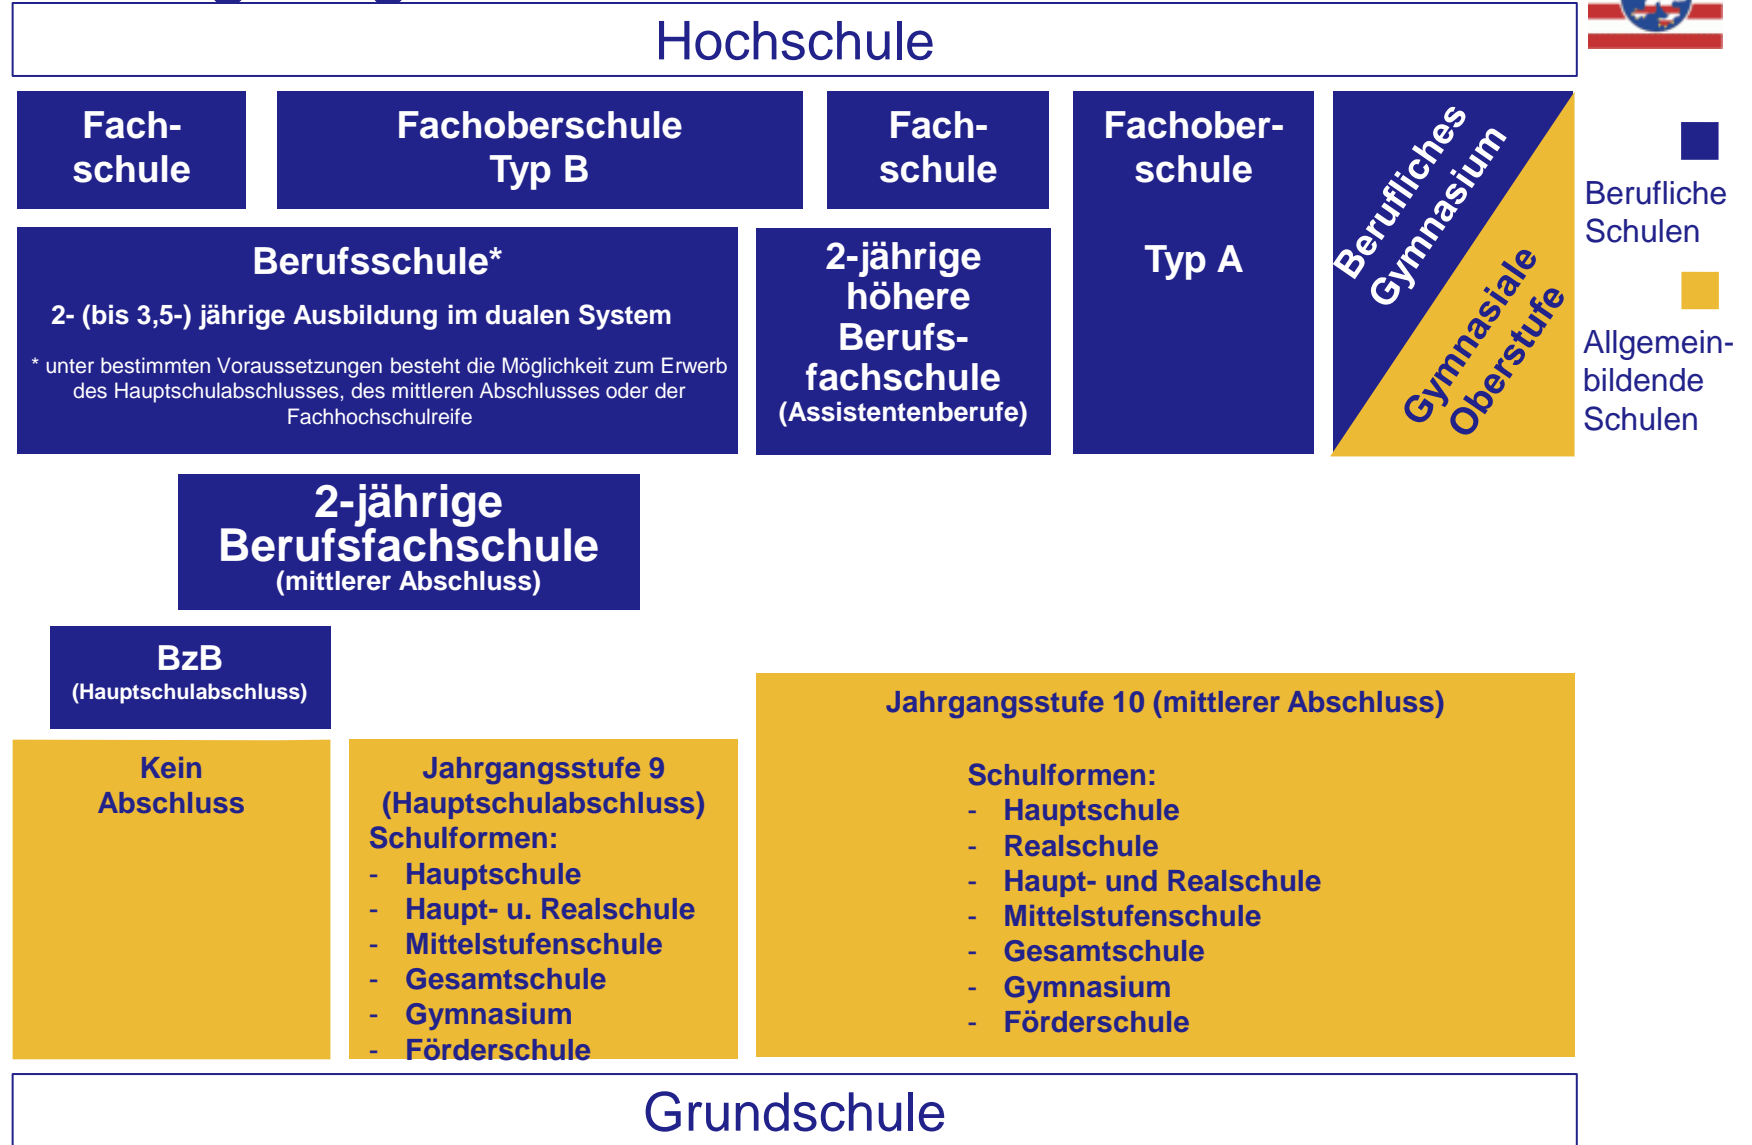 Hochschule
Fach-
schule
Fachoberschule
Typ B
Fach-
schule
Fachober-
schule
Typ A
Berufliches
Gymnasium
Gymnasiale
Oberstufe
Berufliche
Schulen
Allgemein-
bildende
Schulen
Berufsschule*
2- (bis 3,5-) jährige Ausbildung im dualen System
* unter bestimmten Voraussetzungen besteht die Möglichkeit zum Erwerb
des Hauptschulabschlusses, des mittleren Abschlusses oder der
Fachhochschulreife
2-jährige
höhere
Berufs-
fachschule
(Assistentenberufe)
2-jährige
Berufsfachschule
(mittlerer Abschluss)
BzB
(Hauptschulabschluss)
Kein
Abschluss
Jahrgangsstufe 9
(Hauptschulabschluss)
Schulformen:
- Hauptschule
- Haupt- u. Realschule
- Mittelstufenschule
- Gesamtschule
- Gymnasium
- Förderschule
Jahrgangsstufe 10 (mittlerer Abschluss)
Schulformen:
- Hauptschule
- Realschule
- Haupt- und Realschule
- Mittelstufenschule
- Gesamtschule
- Gymnasium
- Förderschule
Grundschule